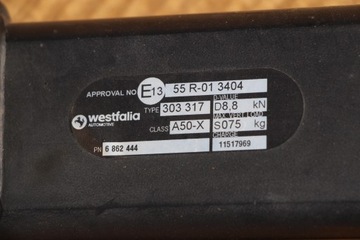 APPROVAL NO E13 55 R-01 3404
D VALUE
TYPE 303 317 D8,8 kN
MAX VERT LOAD
westfalia
AUTOMOTIVE
CLASS A50-X S075 kg
CHARGE
PN 6 862 444 11517969